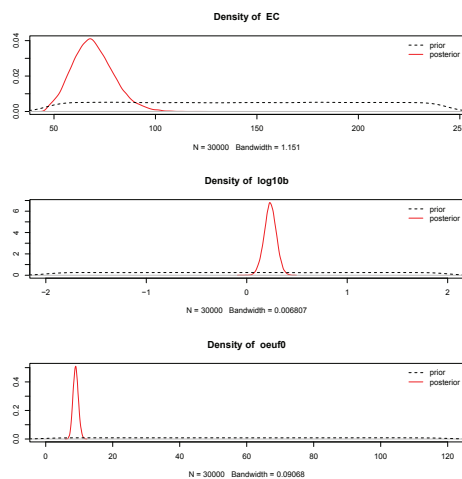 Density of EC
0.04
0.02
0.00
prior
posterior
50 100 150 200 250
N = 30000 Bandwidth = 1.151
Density of log10b
6
5
4
2
0
prior
posterior
−2 −1 0 1 2
N = 30000 Bandwidth = 0.006807
Density of oeuf0
0.4
0.2
0.0
prior
posterior
0 20 40 60 80 100 120
N = 30000 Bandwidth = 0.09068